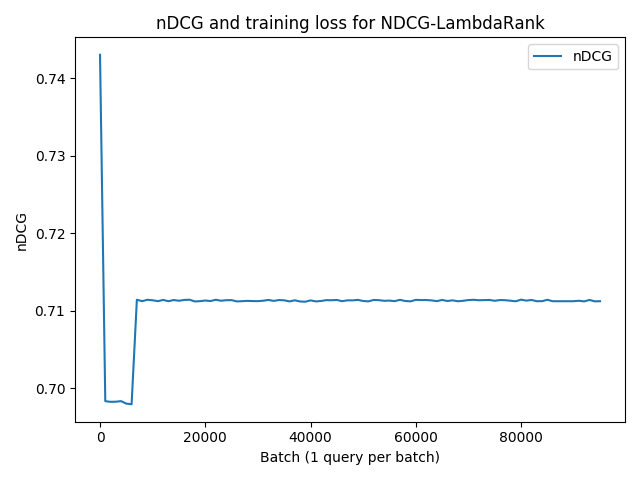 nDCG and training loss for NDCG-LambdaRank
nDCG
0.74
0.73
0.72
0.71
0.70
nDCG
0 20000 40000 60000 80000
Batch (1 query per batch)